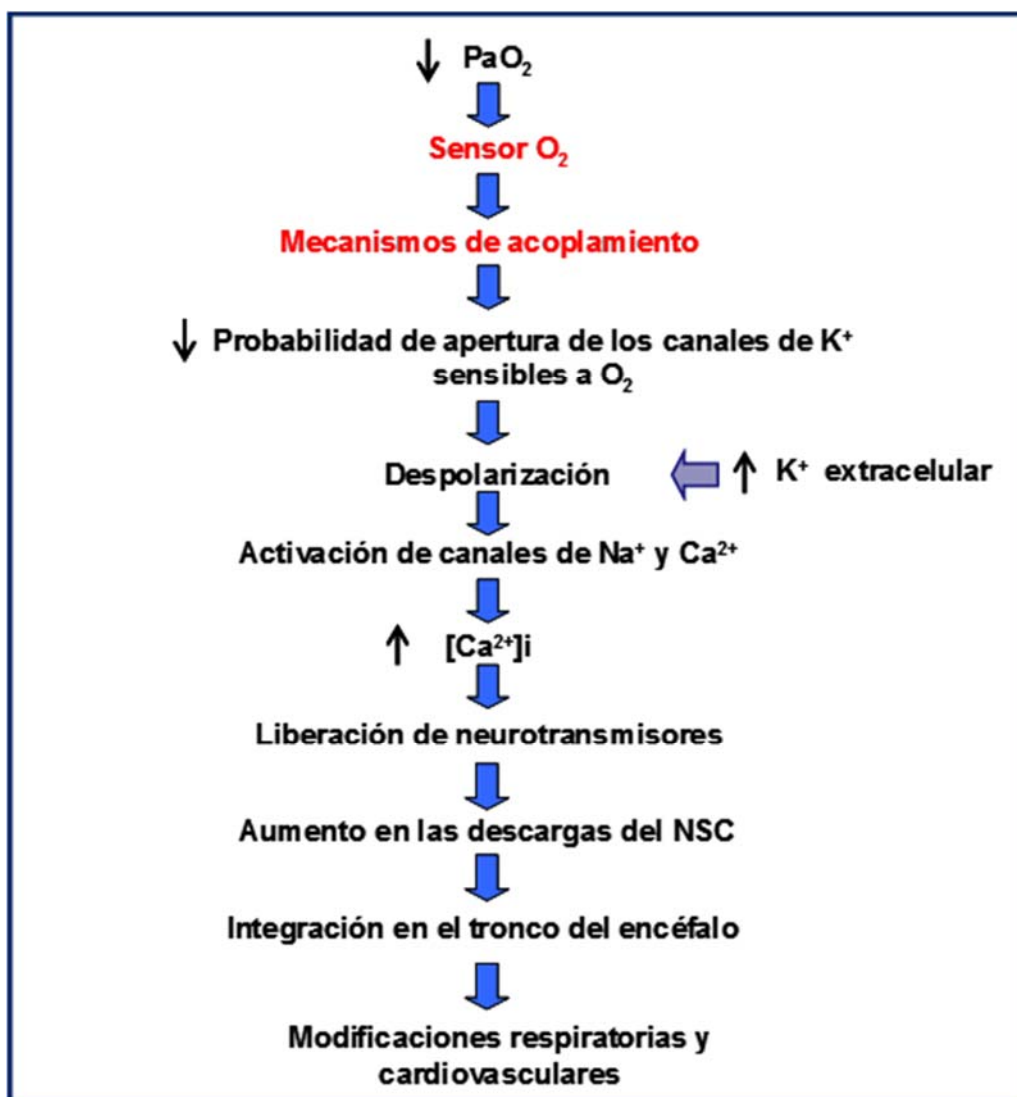 ↓ PaO₂
Sensor O₂
Mecanismos de acoplamiento
↓ Probabilidad de apertura de los canales de K⁺
sensibles a O₂
Despolarización ↑ K⁺ extracelular
Activación de canales de Na⁺ y Ca²⁺
↑ [Ca²⁺]i
Liberación de neurotransmisores
Aumento en las descargas del NSC
Integración en el tronco del encéfalo
Modificaciones respiratorias y
cardiovasculares